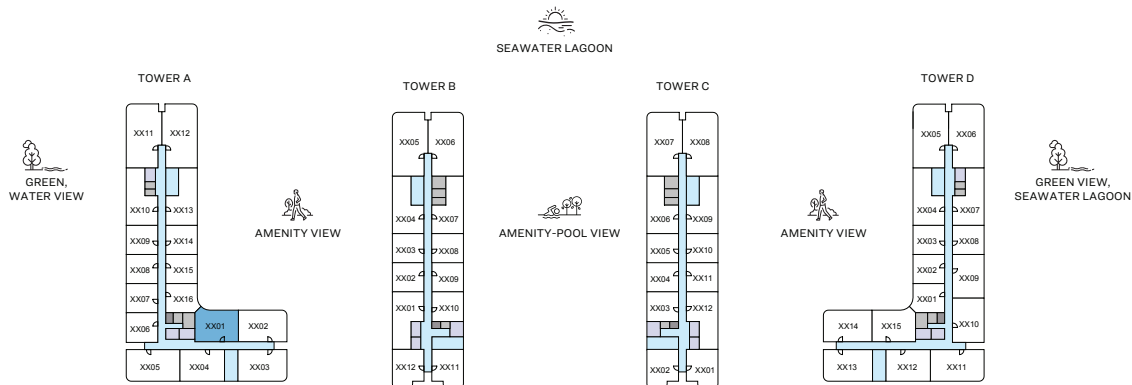 SEAWATER LAGOON
TOWER A
TOWER B
TOWER C
TOWER D
GREEN,
WATER VIEW
AMENITY VIEW
AMENITY-POOL VIEW
AMENITY VIEW
GREEN VIEW,
SEAWATER LAGOON
XX11 XX12
XX10 XX13
XX09 XX14
XX08 XX15
XX07 XX16
XX06 XX01 XX02
XX05 XX04 XX03
XX05 XX06
XX04 XX07
XX03 XX08
XX02 XX09
XX01 XX10
XX12 XX11
XX07 XX08
XX06 XX09
XX05 XX10
XX04 XX11
XX03 XX12
XX02 XX01
XX05 XX06
XX04 XX07
XX03 XX08
XX02 XX09
XX01
XX14 XX15 XX10
XX13 XX12 XX11